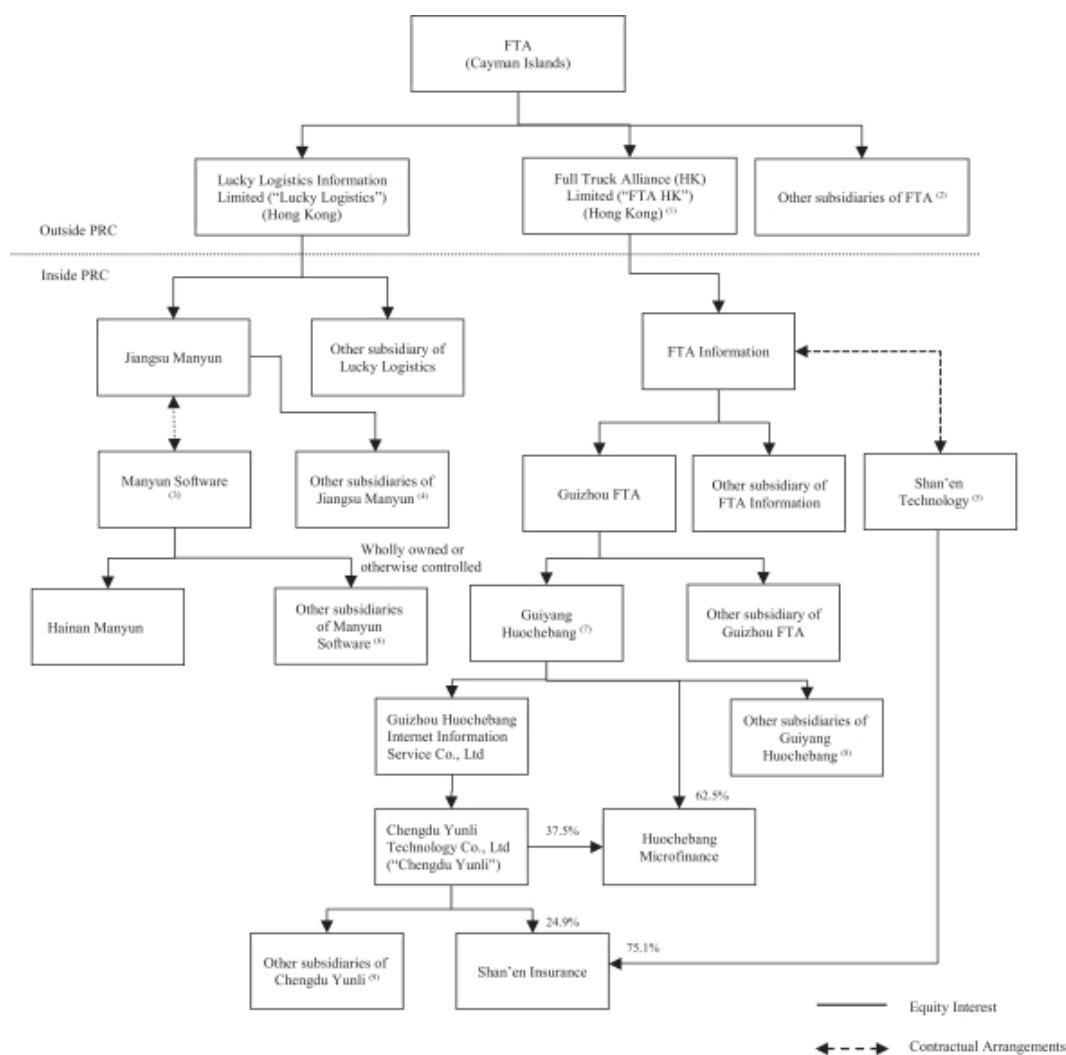 FTA
(Cayman Islands)
Lucky Logistics Information
Limited (“Lucky Logistics”)
(Hong Kong)
Full Truck Alliance (HK)
Limited (“FTA HK”)
(Hong Kong) (1)
Other subsidiaries of FTA (2)
Outside PRC
Inside PRC
Jiangsu Manyun
Other subsidiary of
Lucky Logistics
FTA Information
Manyun Software
(3)
Other subsidiaries of
Jiangsu Manyun (4)
Guizhou FTA
Other subsidiary of
FTA Information
Shan’en
Technology (5)
Wholly owned or
otherwise controlled
Hainan Manyun
Other subsidiaries
of Manyun
Software (6)
Guiyang
Huochebang (7)
Other subsidiary of
Guizhou FTA
Guizhou Huochebang
Internet Information
Service Co., Ltd
Other subsidiaries of
Guiyang
Huochebang (8)
62.5%
Chengdu Yunli
Technology Co., Ltd
(“Chengdu Yunli”)
37.5%
Huochebang
Microfinance
24.9%
75.1%
Other subsidiaries of
Chengdu Yunli (9)
Shan’en Insurance
Equity Interest
Contractual Arrangements